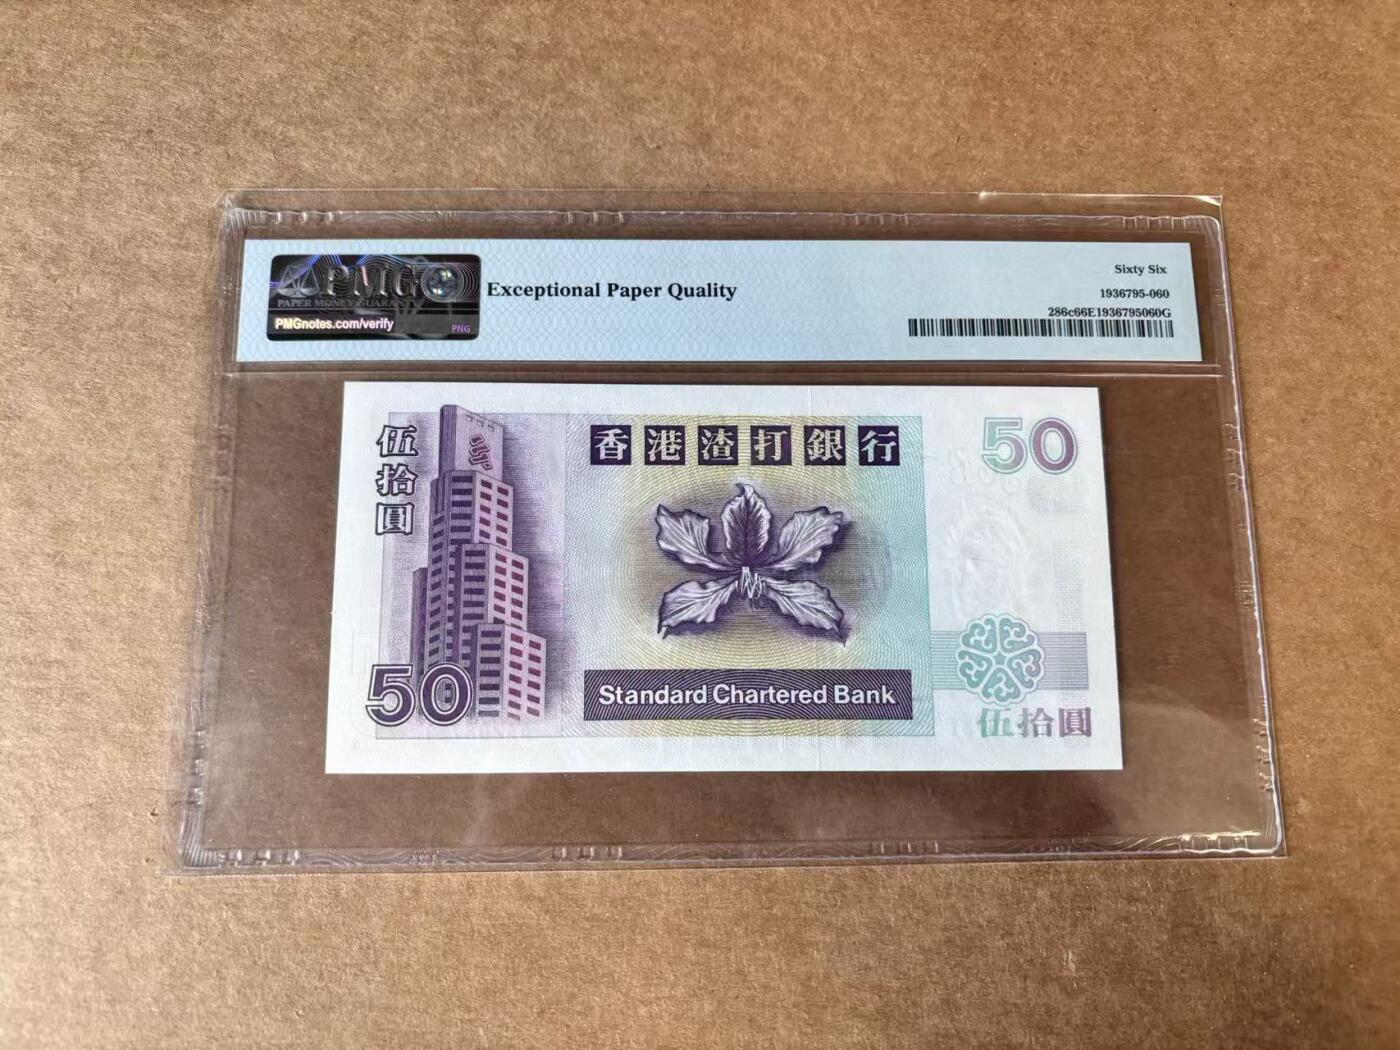 PMG
PAPER MONEY GUARANTY
PMGnotes.com/verify
PNG
Exceptional Paper Quality
Sixty Six
1936795-060
286c66E1936795060G
伍拾圓
香港渣打銀行
50
50
Standard Chartered Bank
伍拾圓